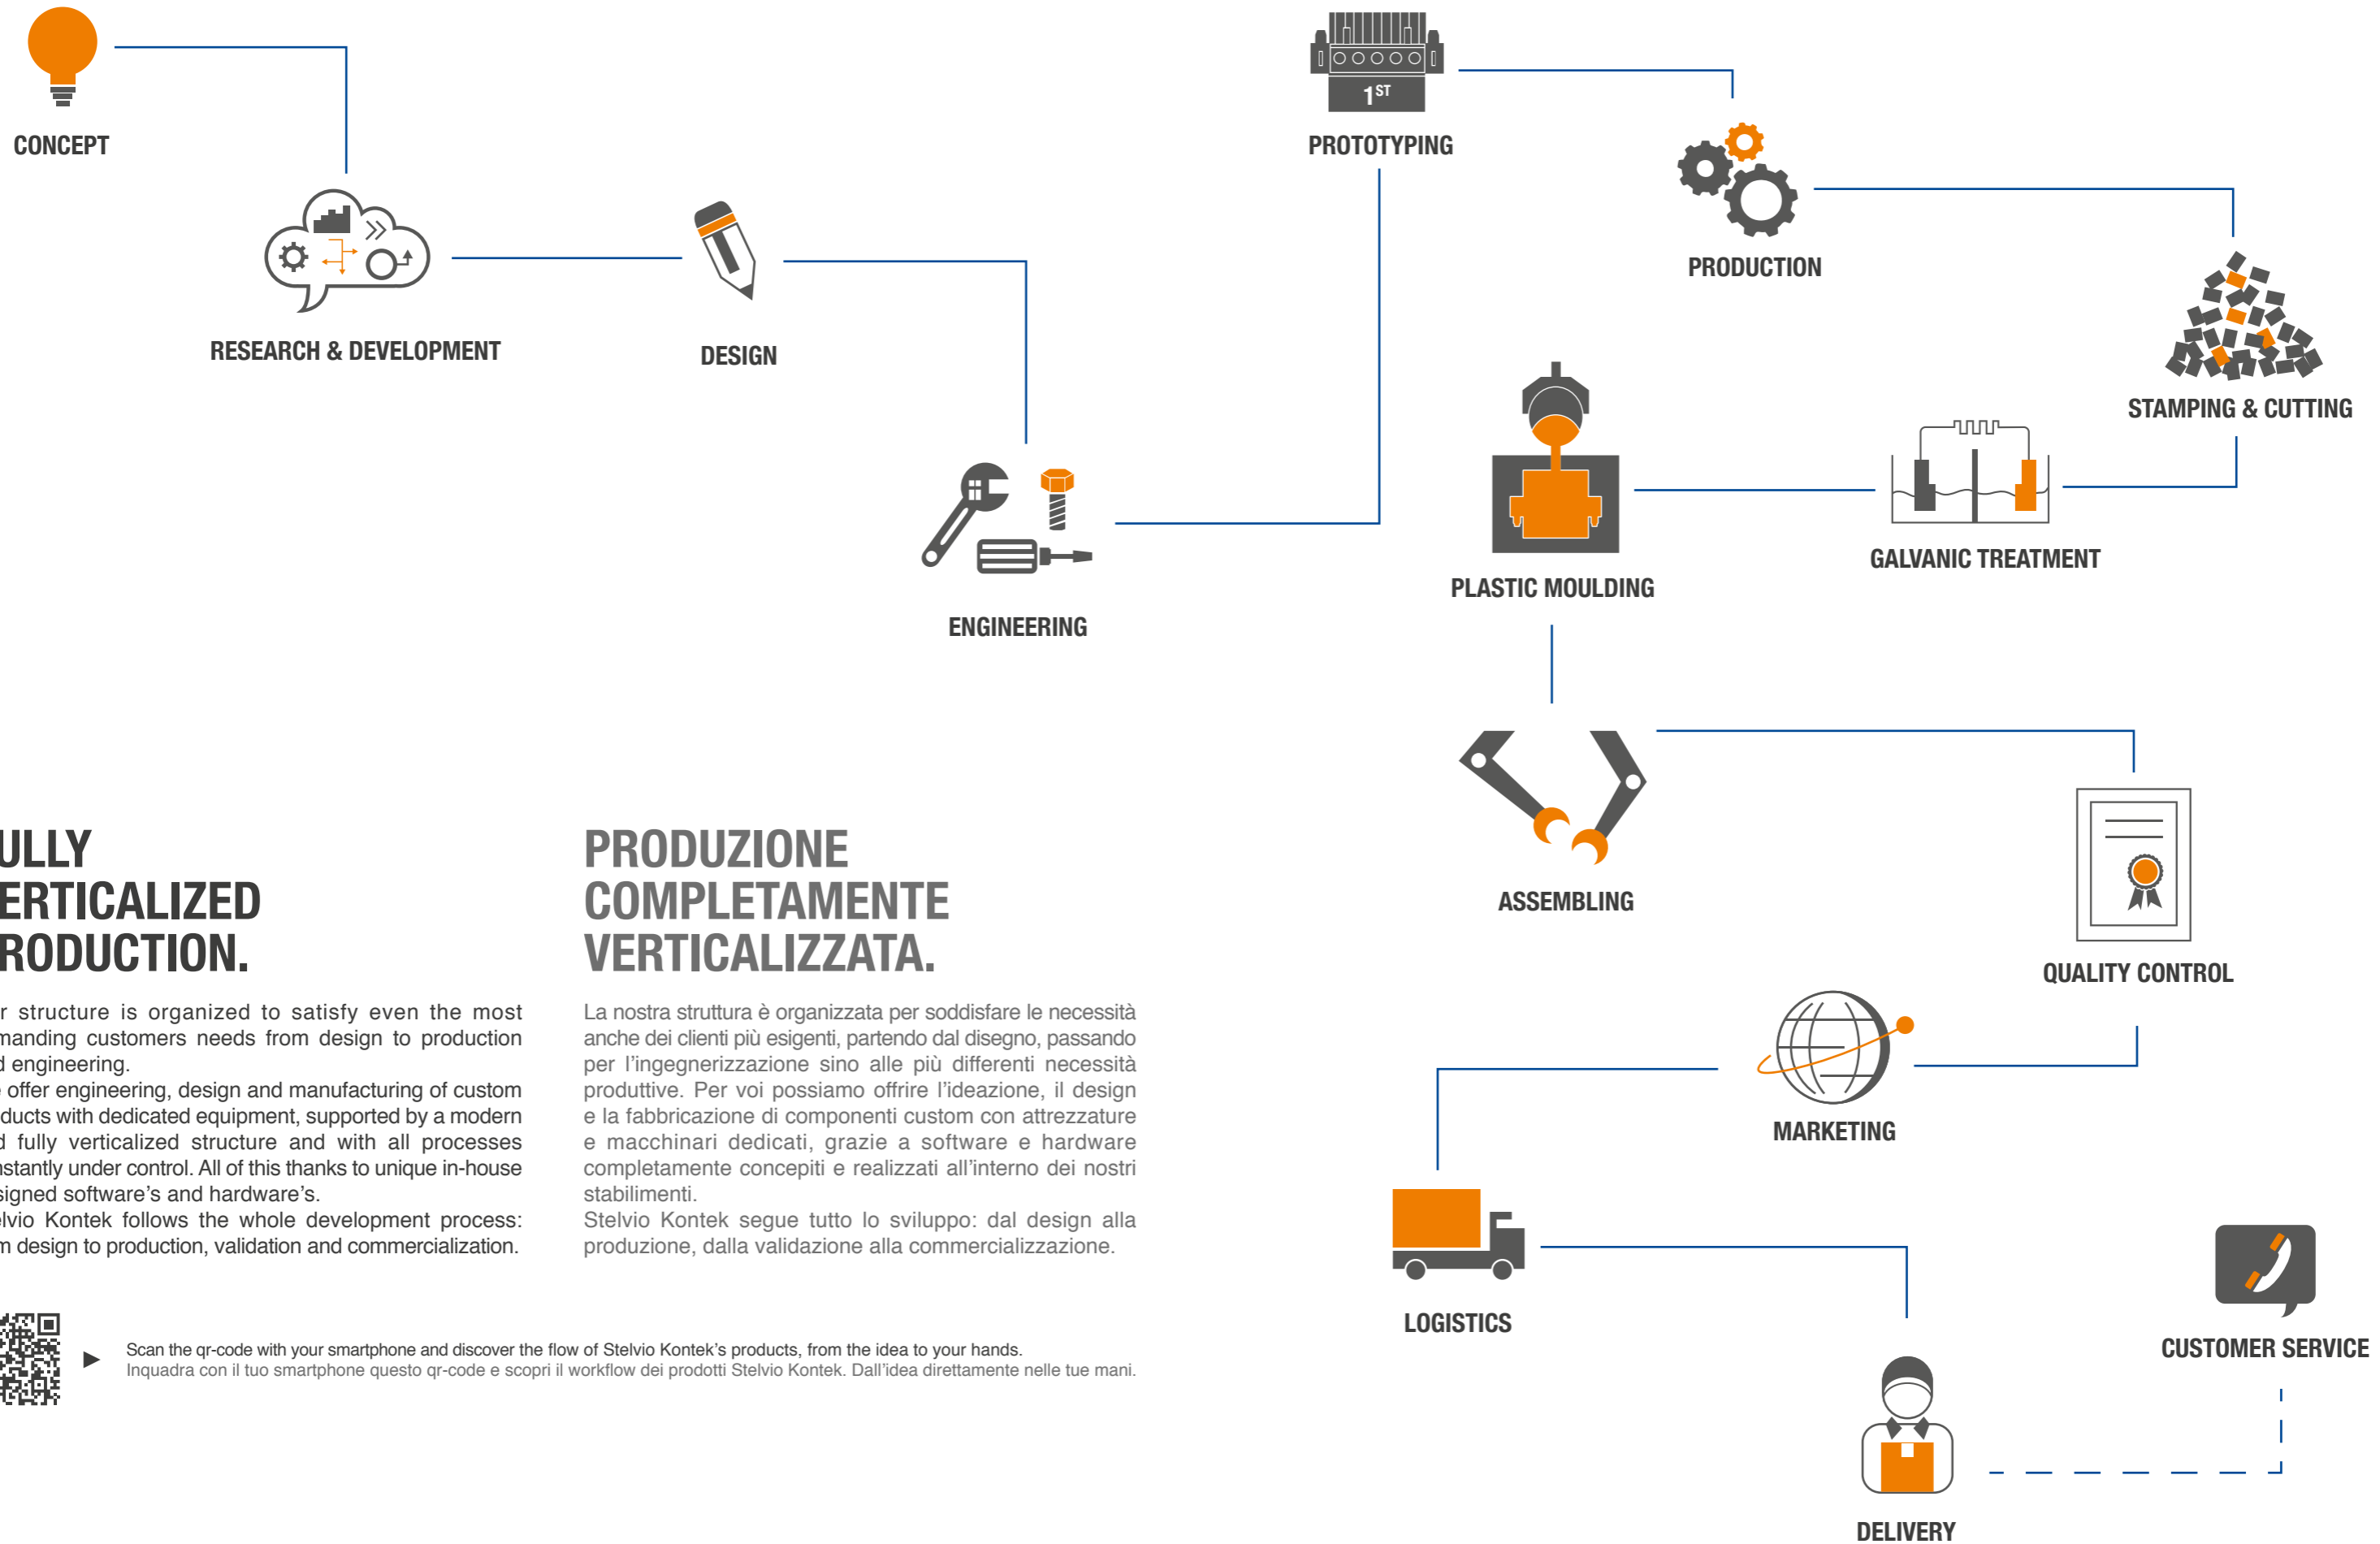 CONCEPT
RESEARCH & DEVELOPMENT
DESIGN
ENGINEERING
1ST
PROTOTYPING
PRODUCTION
STAMPING & CUTTING
GALVANIC TREATMENT
PLASTIC MOULDING
ASSEMBLING
QUALITY CONTROL
MARKETING
LOGISTICS
DELIVERY
CUSTOMER SERVICE
ULLY
ERTICALIZED
RODUCTION.
r structure is organized to satisfy even the most
manding customers needs from design to production
d engineering.
e offer engineering, design and manufacturing of custom
ducts with dedicated equipment, supported by a modern
d fully verticalized structure and with all processes
nstantly under control. All of this thanks to unique in-house
signed software's and hardware's.
elvio Kontek follows the whole development process:
m design to production, validation and commercialization.
PRODUZIONE
COMPLETAMENTE
VERTICALIZZATA.
La nostra struttura è organizzata per soddisfare le necessità
anche dei clienti più esigenti, partendo dal disegno, passando
per l'ingegnerizzazione sino alle più differenti necessità
produttive. Per voi possiamo offrire l'ideazione, il design
e la fabbricazione di componenti custom con attrezzature
e macchinari dedicati, grazie a software e hardware
completamente concepiti e realizzati all'interno dei nostri
stabilimenti.
Stelvio Kontek segue tutto lo sviluppo: dal design alla
produzione, dalla validazione alla commercializzazione.
Scan the qr-code with your smartphone and discover the flow of Stelvio Kontek's products, from the idea to your hands.
Inquadra con il tuo smartphone questo qr-code e scopri il workflow dei prodotti Stelvio Kontek. Dall'idea direttamente nelle tue mani.